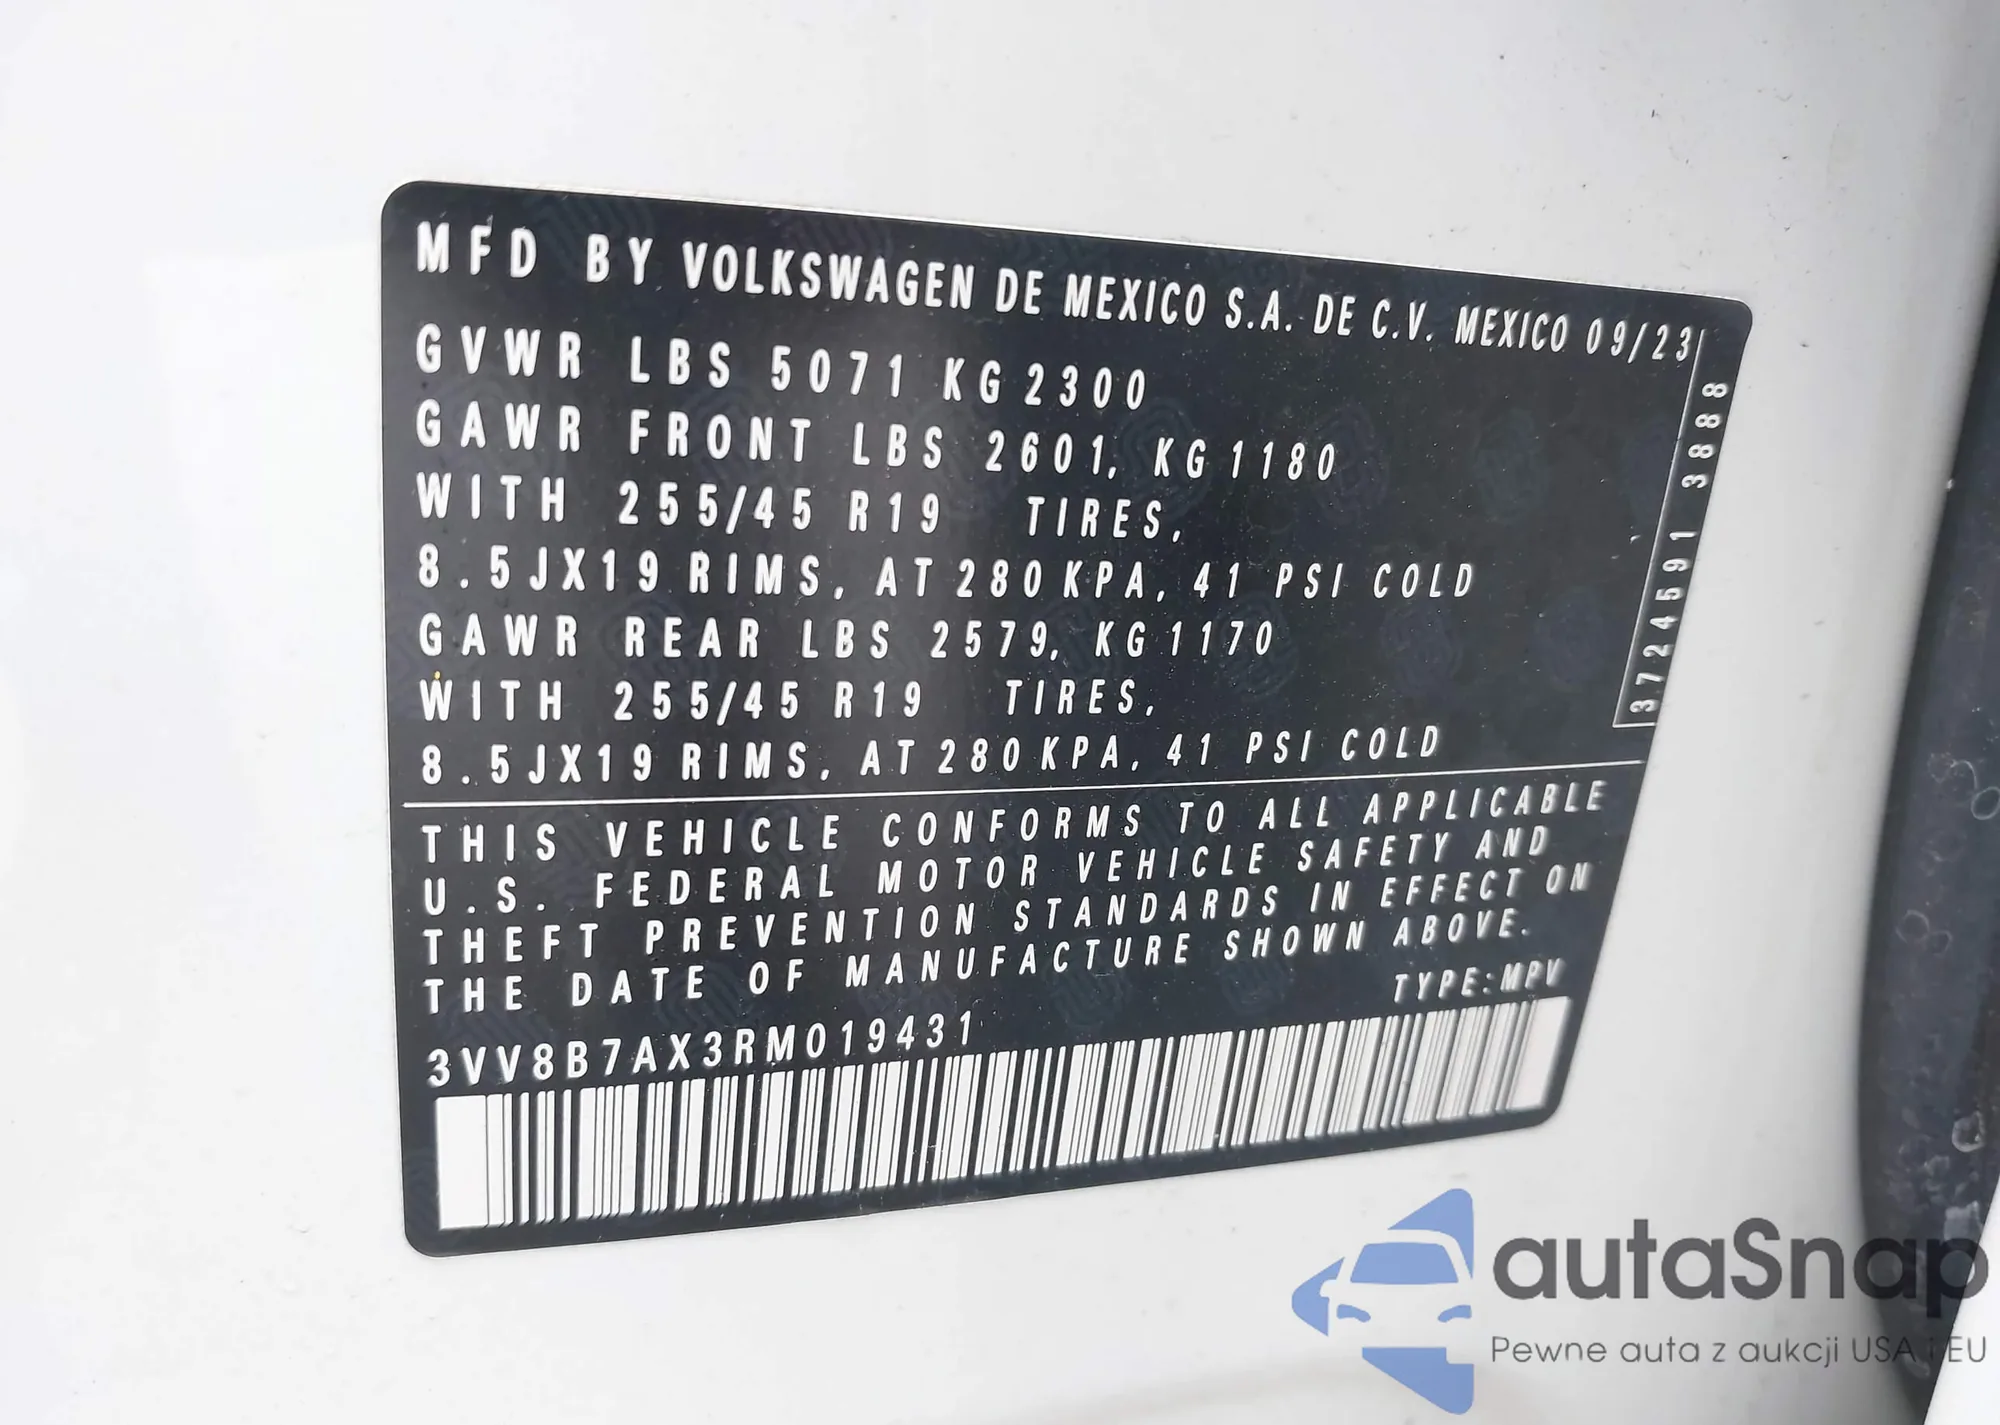 MFD BY VOLKSWAGEN DE MEXICO S.A. DE C.V. MEXICO 09/23
GVWR LBS 5071 KG 2300
GAWR FRONT LBS 2601, KG 1180
WITH 255/45 R19 TIRES,
8.5JX19 RIMS, AT 280 KPA, 41 PSI COLD
GAWR REAR LBS 2579, KG 1170
WITH 255/45 R19 TIRES,
8.5JX19 RIMS, AT 280 KPA, 41 PSI COLD
3724591 3888
THIS VEHICLE CONFORMS TO ALL APPLICABLE
U.S. FEDERAL MOTOR VEHICLE SAFETY AND
THEFT PREVENTION STANDARDS IN EFFECT ON
THE DATE OF MANUFACTURE SHOWN ABOVE.
TYPE: MPV
3VV8B7AX3RM019431
autaSnap
Pewne auta z aukcji USA i EU